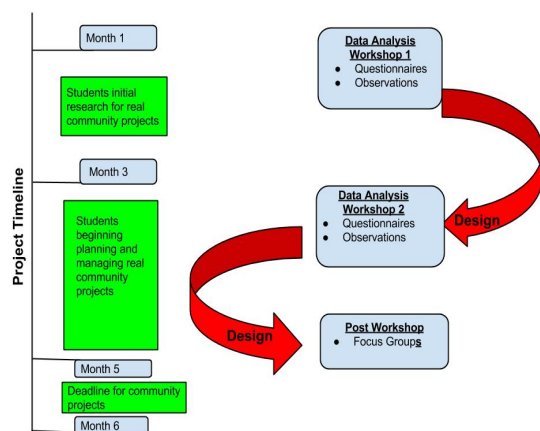 Project Timeline
Month 1
Students initial
research for real
community projects
Month 3
Students
beginning
planning and
managing real
community
projects
Month 5
Deadline for community
projects
Month 6
Data Analysis
Workshop 1
● Questionnaires
● Observations
Design
Data Analysis
Workshop 2
● Questionnaires
● Observations
Design
Post Workshop
● Focus Groups